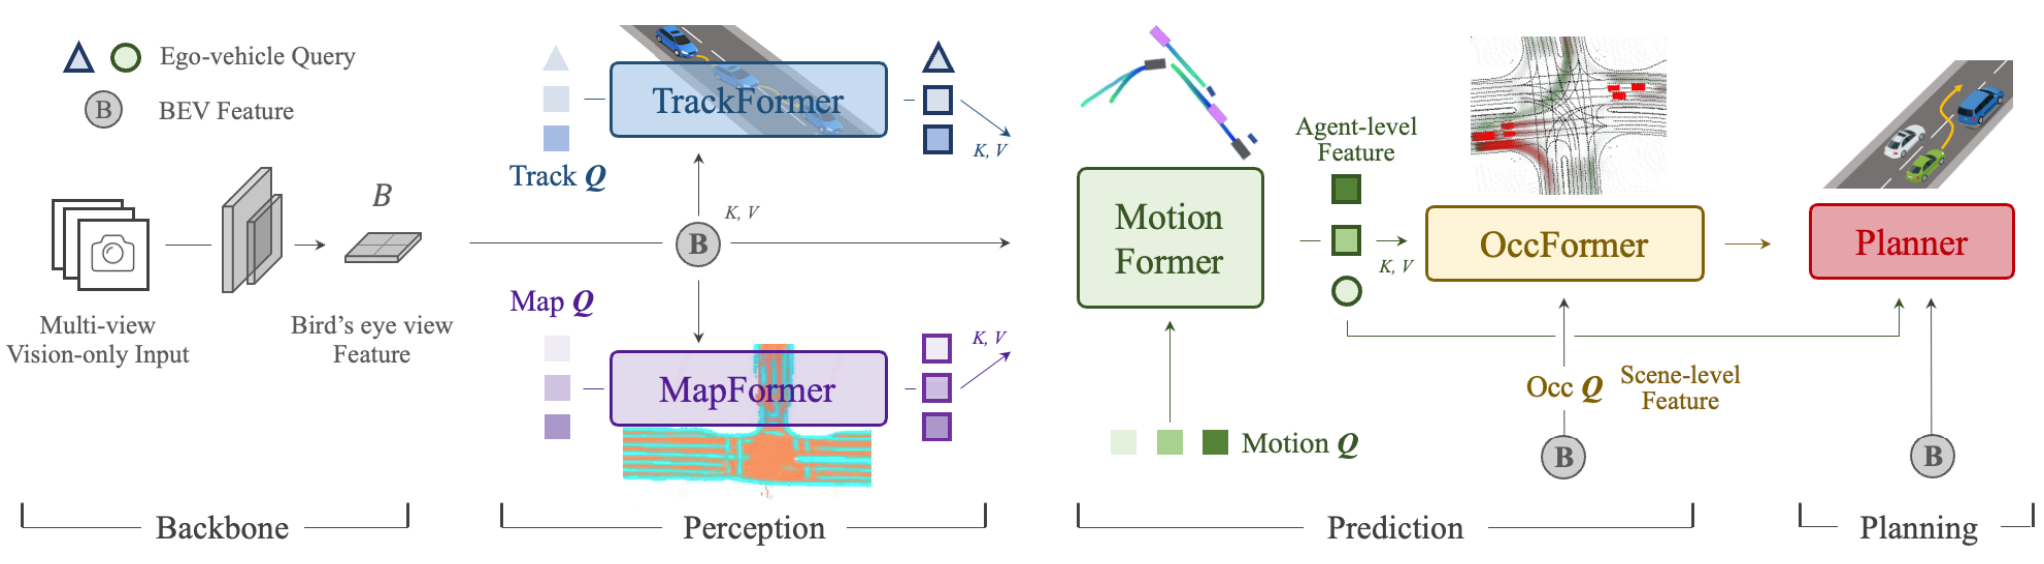 Ego-vehicle Query
B
BEV Feature
B
Multi-view
Vision-only Input
Bird's eye view
Feature
TrackFormer
Track Q
K, V
K, V
B
Map Q
MapFormer
K, V
Motion
Former
Motion Q
Agent-level
Feature
K, V
OccFormer
Occ Q
Scene-level
Feature
B
Planner
B
Backbone
Perception
Prediction
Planning